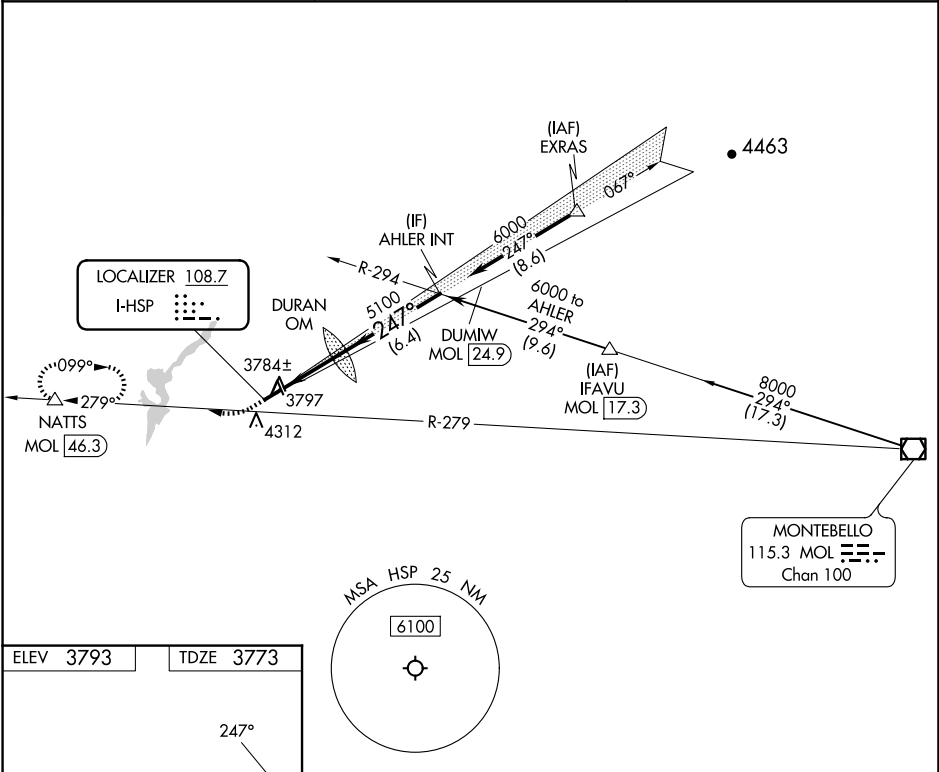 (IAF)
EXRAS
4463
067°
(IF)
AHLER INT
6000
247°
(8.6)
R-294
LOCALIZER 108.7
I-HSP
DURAN
OM
5100
247°
(6.4)
DUMIW
MOL 24.9
6000 to
AHLER
294°
(9.6)
(IAF)
IFAVU
MOL 17.3
8000
294°
(17.3)
3784±
3797
4312
099°
279°
NATTS
MOL 46.3
R-279
MONTEBELLO
115.3 MOL
Chan 100
MSA HSP 25 NM
6100
ELEV 3793
TDZE 3773
247°